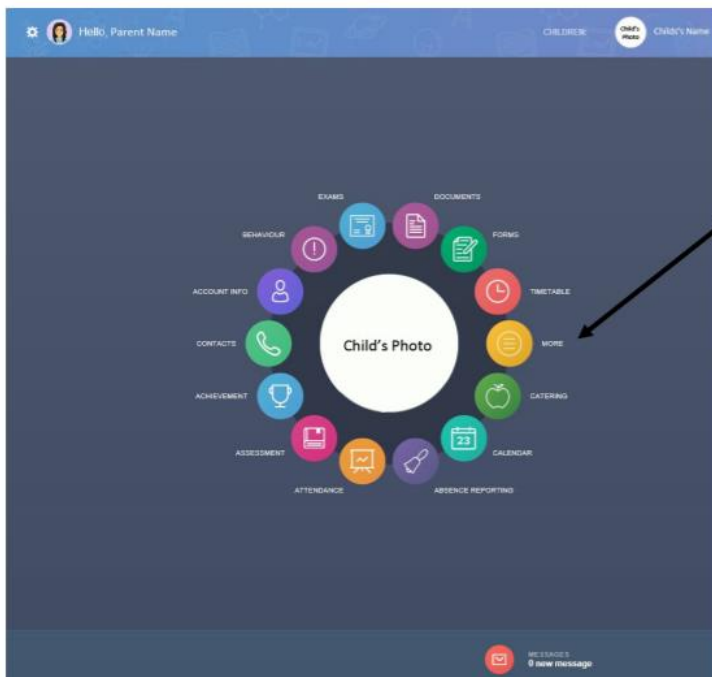 Hello, Parent Name
CHILDREN:
Child's Photo
Childs's Name
EXAMS
DOCUMENTS
BEHAVIOUR
FORMS
ACCOUNT INFO
TIMETABLE
CONTACTS
Child's Photo
MORE
ACHIEVEMENT
CATERING
23
ASSESSMENT
CALENDAR
ATTENDANCE
ABSENCE REPORTING
MESSAGES
0 new message